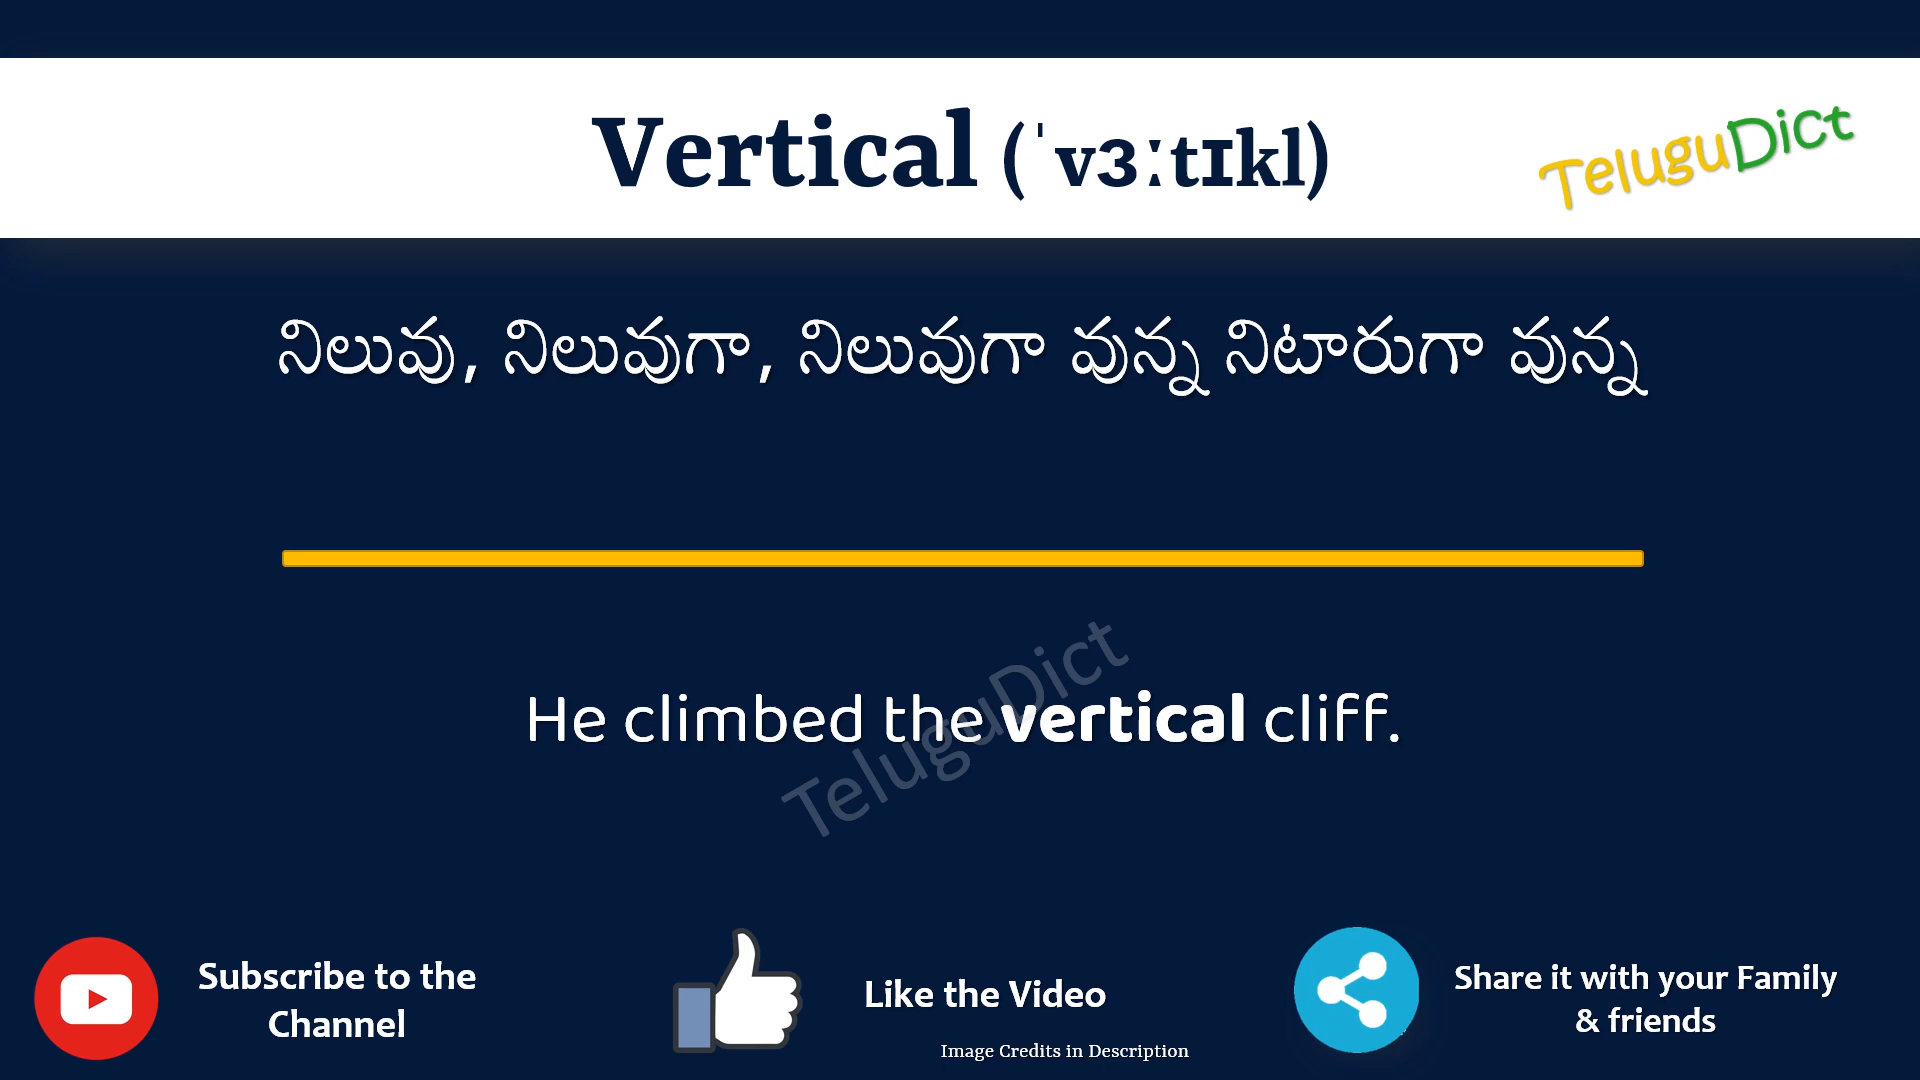 Vertical (ˈvɜːtɪkl)
TeluguDict
నిలువు, నిలువుగా, నిలువుగా వున్న నిటారుగా వున్న
He climbed the vertical cliff.
TeluguDict
Subscribe to the
Channel
Like the Video
Share it with your Family
& friends
Image Credits in Description